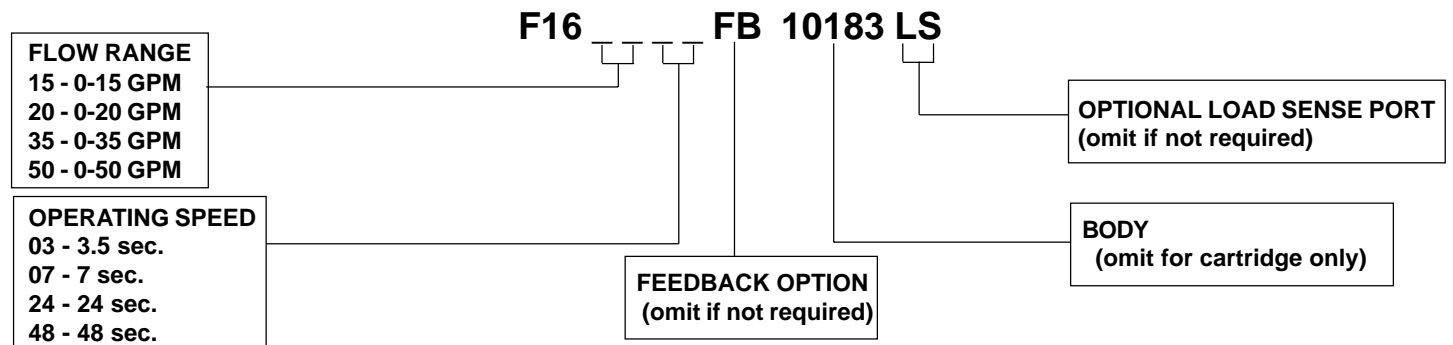 F16 _ _ _ _ FB 10183 LS
FLOW RANGE
15 - 0-15 GPM
20 - 0-20 GPM
35 - 0-35 GPM
50 - 0-50 GPM
OPERATING SPEED
03 - 3.5 sec.
07 - 7 sec.
24 - 24 sec.
48 - 48 sec.
FEEDBACK OPTION
(omit if not required)
OPTIONAL LOAD SENSE PORT
(omit if not required)
BODY
(omit for cartridge only)